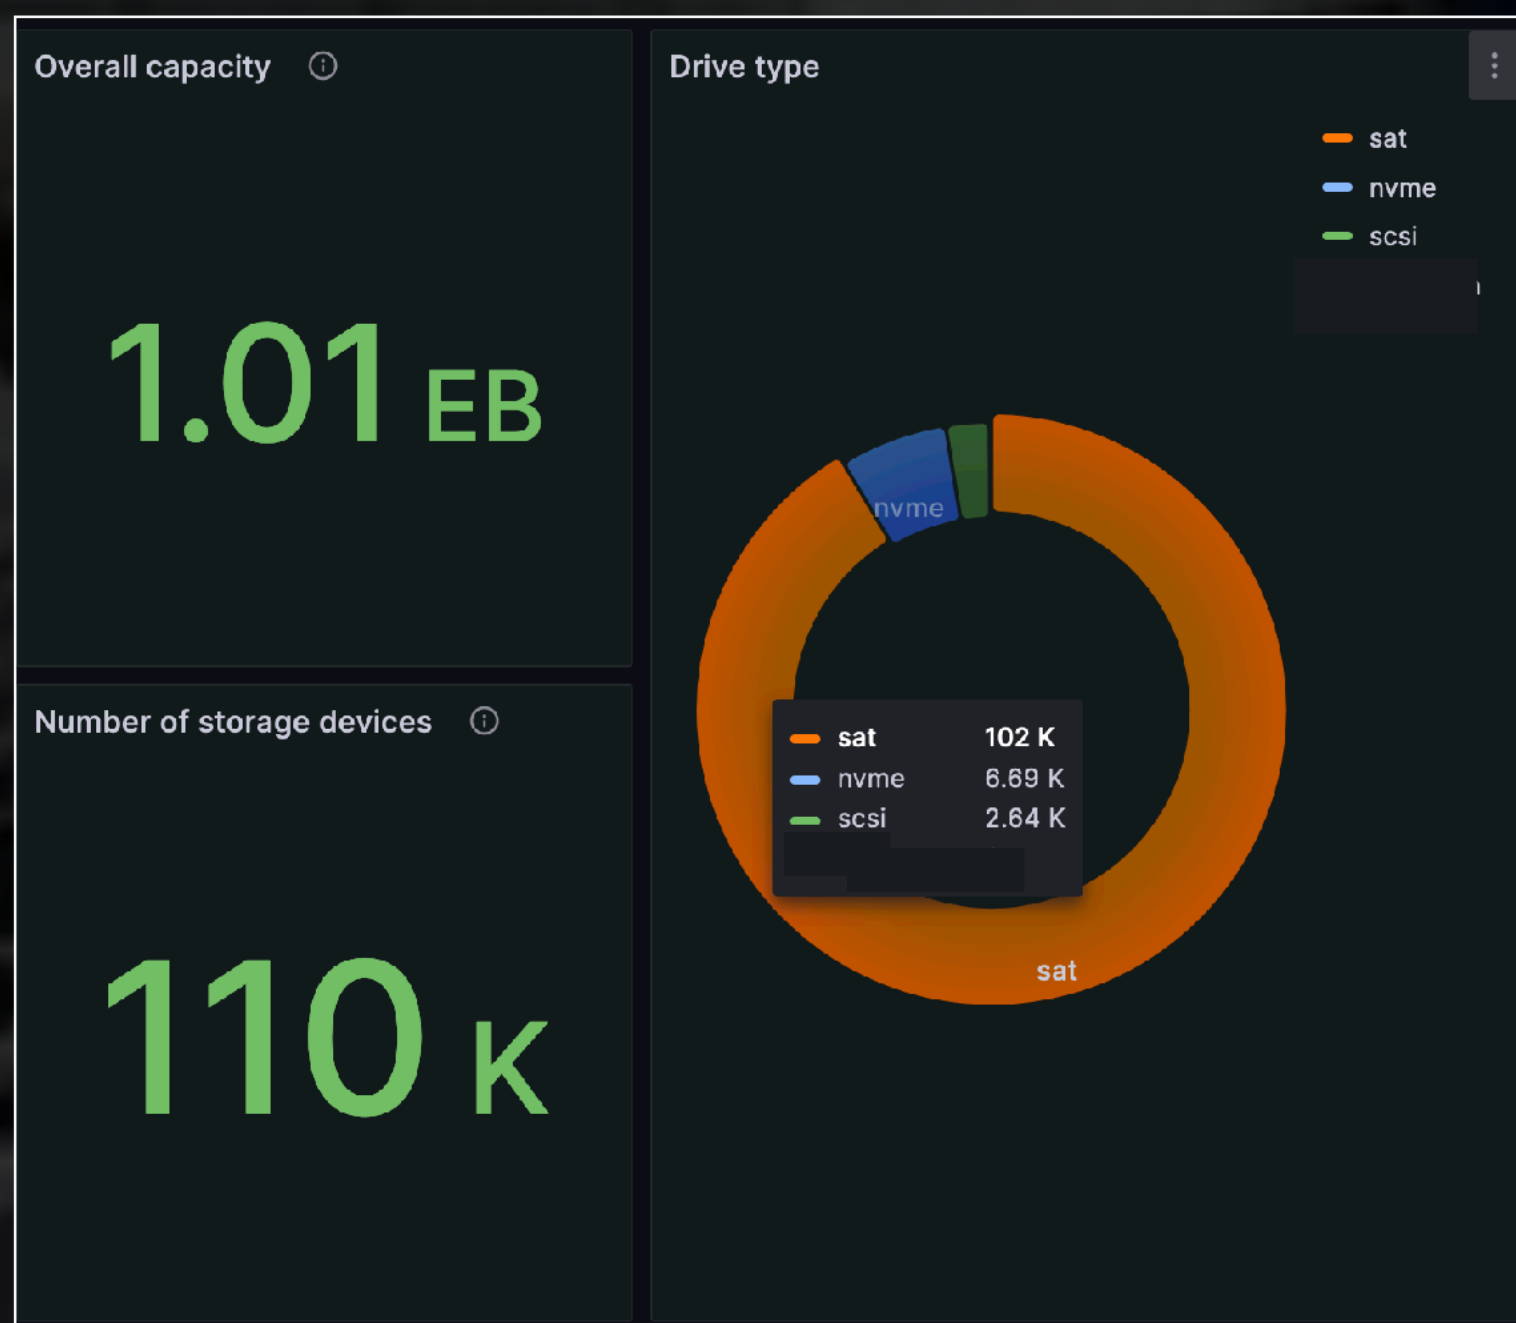 Overall capacity
1.01 EB
Number of storage devices
110 K
Drive type
sat
nvme
scsi
nvme
sat 102 K
nvme 6.69 K
scsi 2.64 K
sat